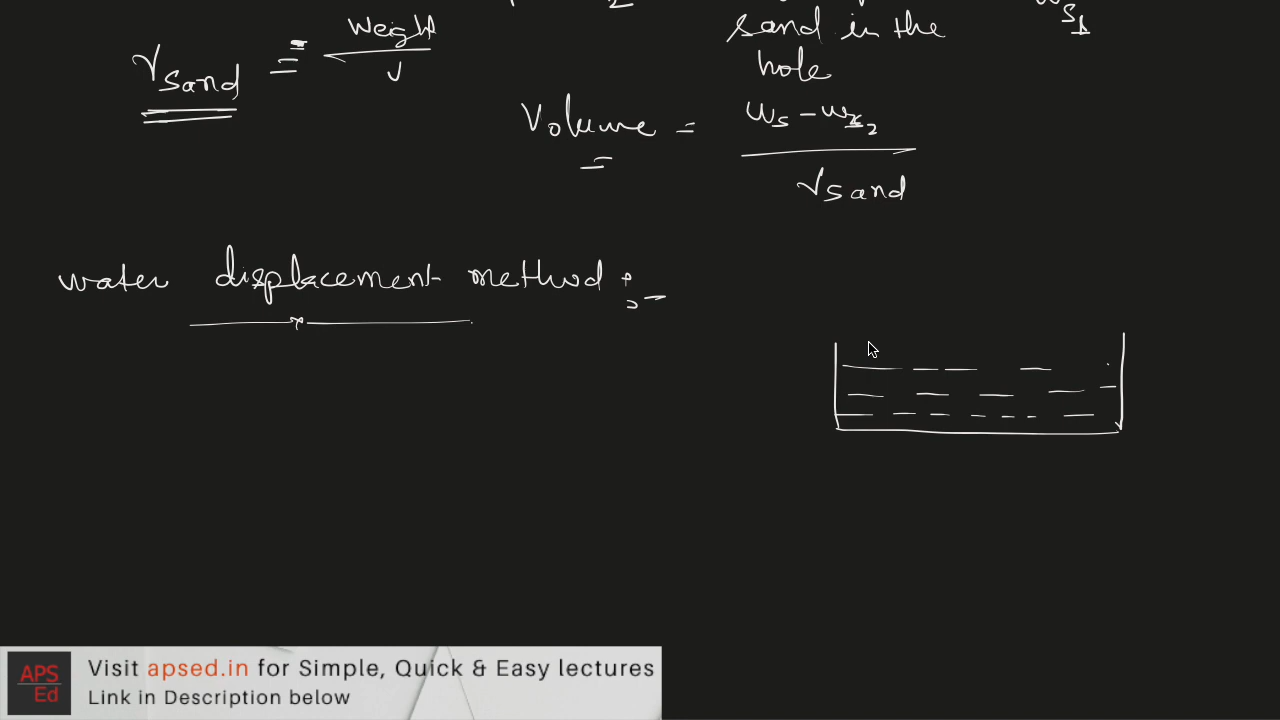 Weight
γsand = V
sand in the
hole
Ws1
Volume = Ws - Ws2
γsand
water displacement method :-
APS
Ed
Visit apsed.in for Simple, Quick & Easy lectures
Link in Description below